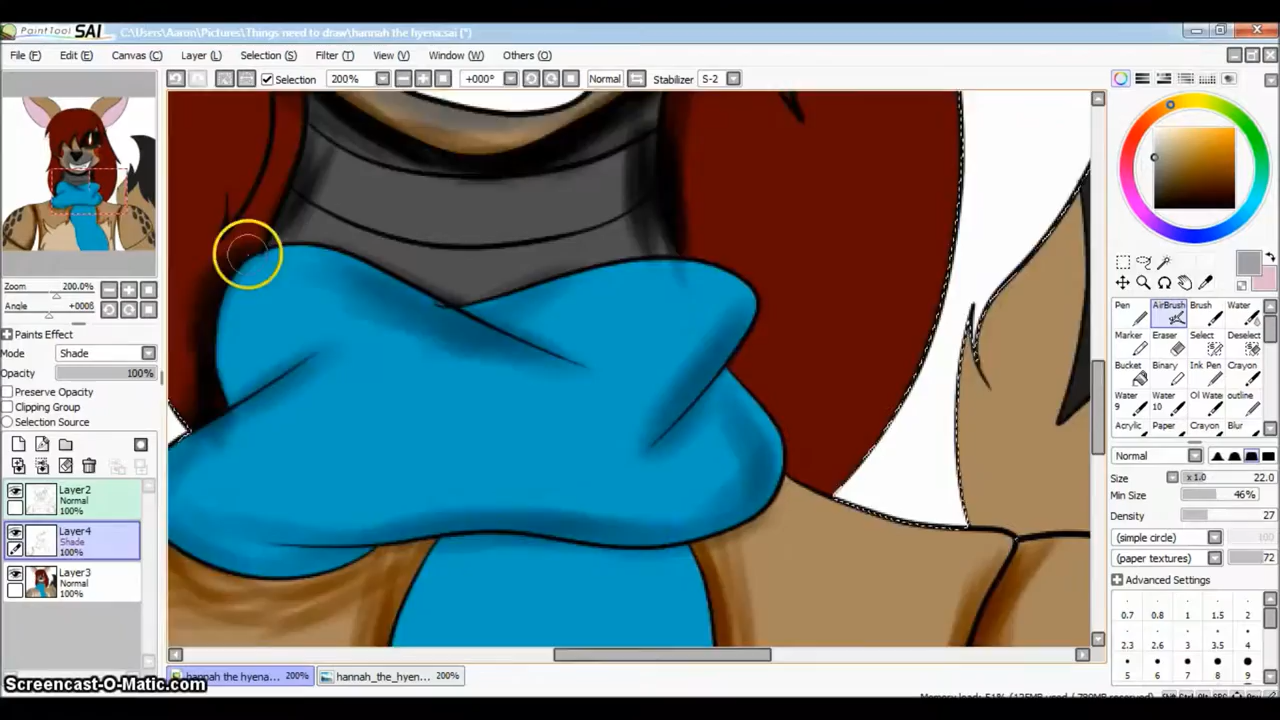 PaintTool SAI C:\Users\Aaron\Pictures\Things need to draw\hannah the hyena.sai (*)
File (F) Edit (E) Canvas (C) Layer (L) Selection (S) Filter (T) View (V) Window (W) Others (O)
Selection 200% +000° Normal Stabilizer S-2
Zoom 200.0%
Angle +000ß
Paints Effect
Mode Shade
Opacity 100%
Preserve Opacity
Clipping Group
Selection Source
Layer2
Normal
100%
Layer4
Shade
100%
Layer3
Normal
100%
Pen AirBrush Brush Water
Marker Eraser Select Deselect
Bucket Binary Ink Pen Crayon
Water 9 Water 10 Ol Wate outline
Acrylic Paper Crayon Blur
Normal
Size x 1.0 22.0
Min Size 46%
Density 27
(simple circle) 100
(paper textures) 72
Advanced Settings
0.7 0.8 1 1.5 2
2.3 2.6 3 3.5 4
5 6 7 8 9
hannah the hyena... 200% hannah_the_hyen... 200%
Screencast-O-Matic.com